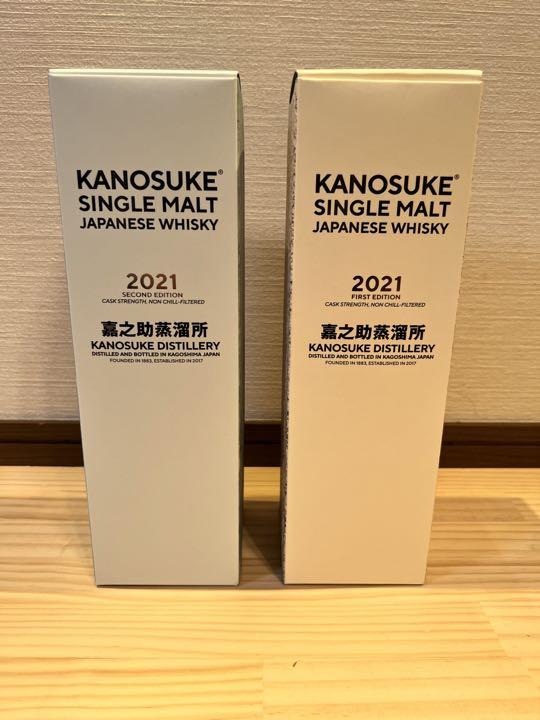 KANOSUKE®
SINGLE MALT
JAPANESE WHISKY
2021
SECOND EDITION
CASK STRENGTH, NON CHILL-FILTERED
嘉之助蒸溜所
KANOSUKE DISTILLERY
DISTILLED AND BOTTLED IN KAGOSHIMA JAPAN
FOUNDED IN 1883, ESTABLISHED IN 2017
KANOSUKE®
SINGLE MALT
JAPANESE WHISKY
2021
FIRST EDITION
CASK STRENGTH, NON CHILL-FILTERED
嘉之助蒸溜所
KANOSUKE DISTILLERY
DISTILLED AND BOTTLED IN KAGOSHIMA JAPAN
FOUNDED IN 1883, ESTABLISHED IN 2017